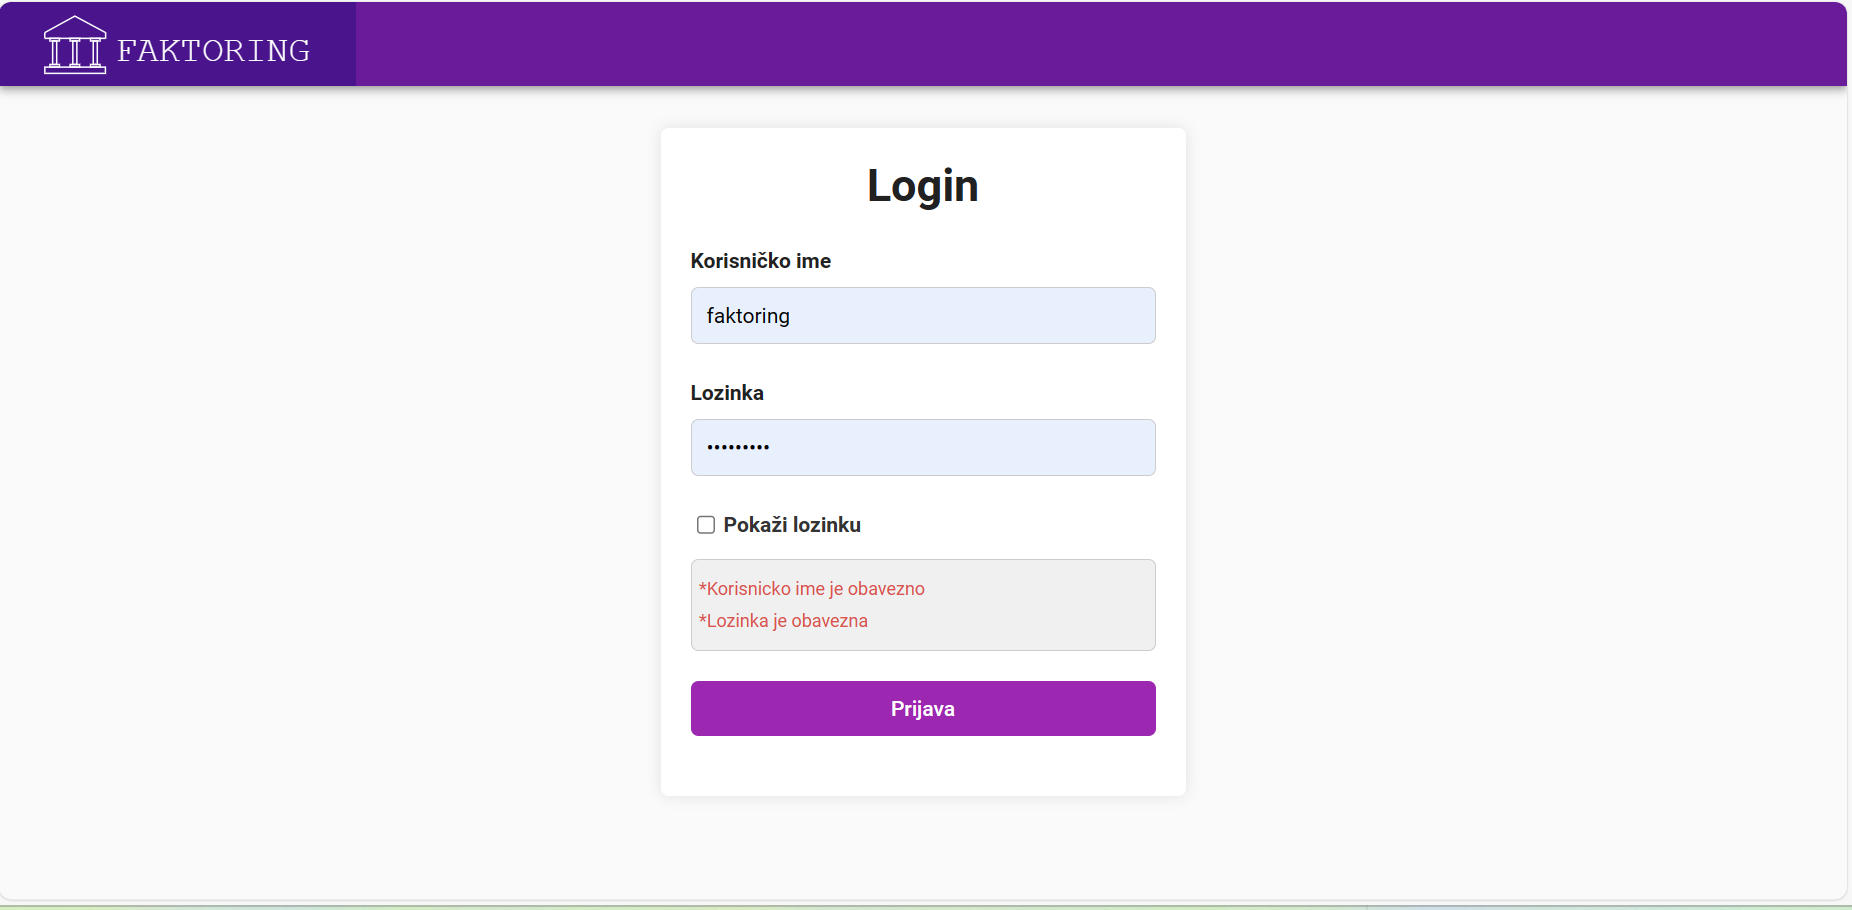 FAKTORING
Login
Korisničko ime
faktoring
Lozinka
•••••••••
Pokaži lozinku
*Korisnicko ime je obavezno
*Lozinka je obavezna
Prijava